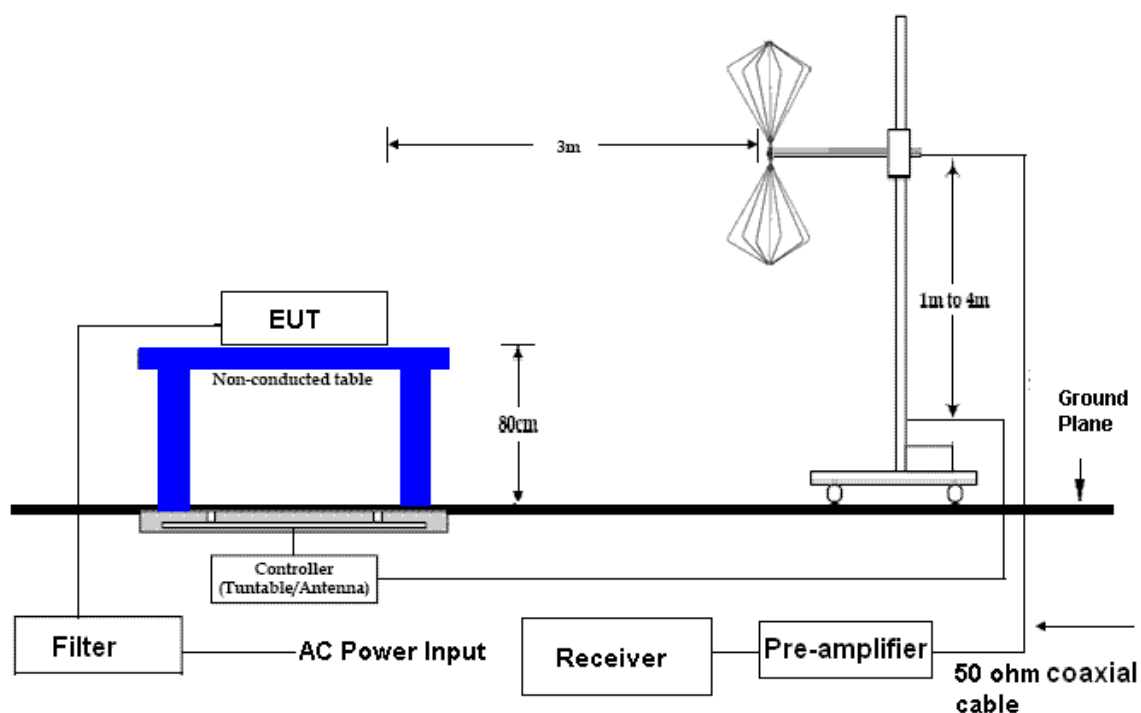 3m
1m to 4m
EUT
Non-conducted table
80cm
Ground
Plane
Controller
(Tuntable/Antenna)
Filter
AC Power Input
Receiver
Pre-amplifier
50 ohm coaxial
cable